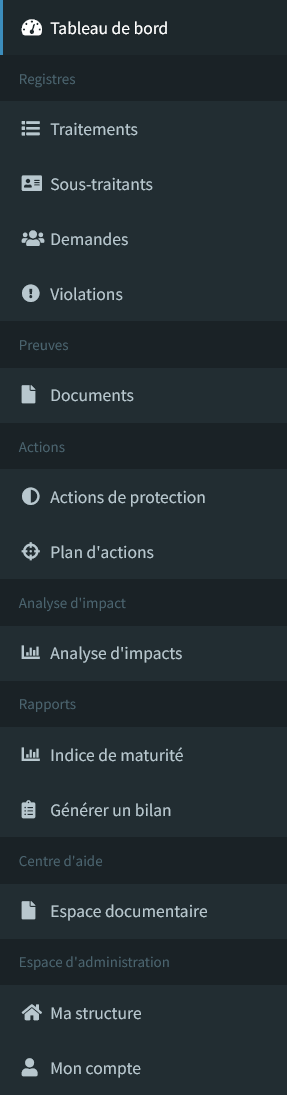 Tableau de bord
Registres
Traitements
Sous-traitants
Demandes
Violations
Preuves
Documents
Actions
Actions de protection
Plan d'actions
Analyse d'impact
Analyse d'impacts
Rapports
Indice de maturité
Générer un bilan
Centre d'aide
Espace documentaire
Espace d'administration
Ma structure
Mon compte